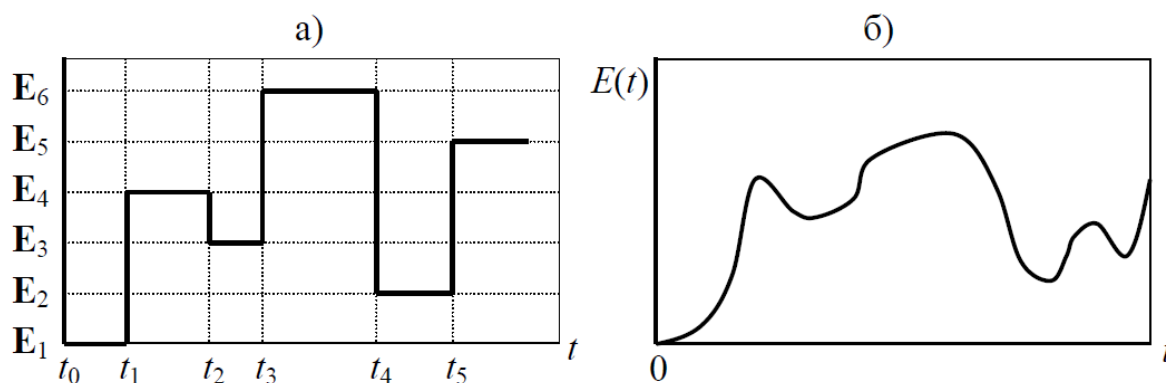 а)
E₆
E₅
E₄
E₃
E₂
E₁
t₀ t₁ t₂ t₃ t₄ t₅ t
б)
E(t)
0 t